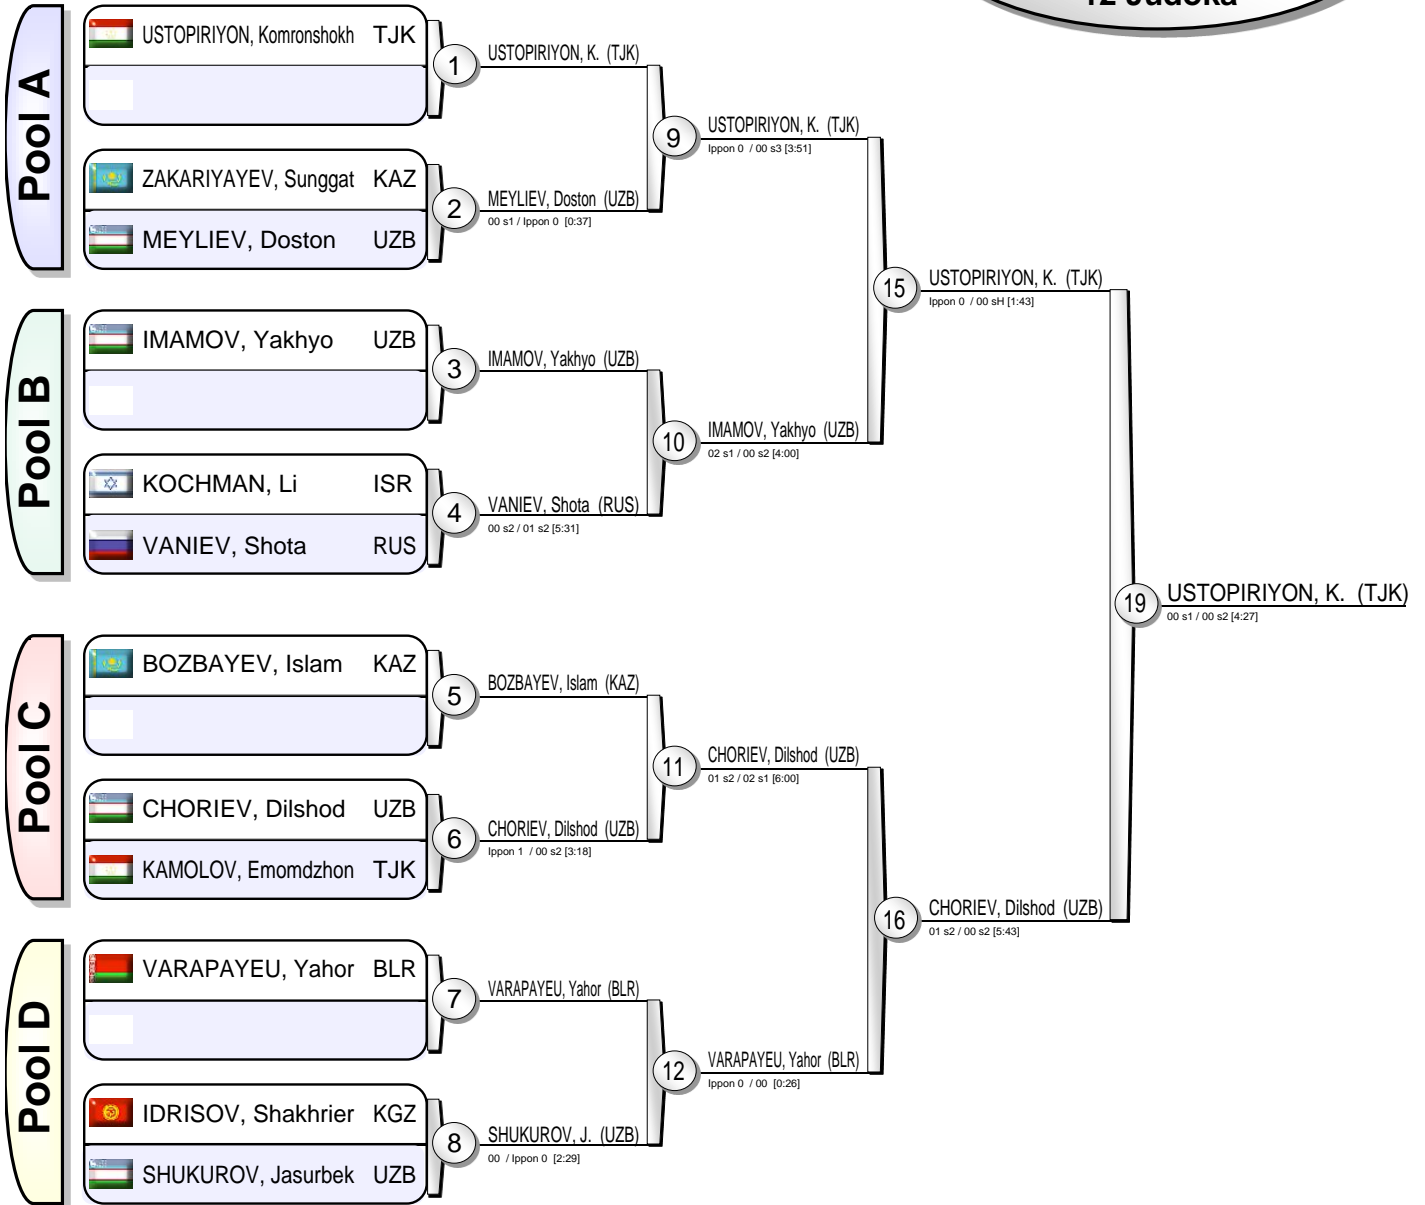 12 Judoka
Pool A
USTOPIRIYON, Komronshokh TJK
1
USTOPIRIYON, K. (TJK)
ZAKARIYAYEV, Sunggat KAZ
MEYLIEV, Doston UZB
2
MEYLIEV, Doston (UZB)
00 s1 / Ippon 0 [0:37]
9
USTOPIRIYON, K. (TJK)
Ippon 0 / 00 s3 [3:51]
Pool B
IMAMOV, Yakhyo UZB
3
IMAMOV, Yakhyo (UZB)
KOCHMAN, Li ISR
VANIEV, Shota RUS
4
VANIEV, Shota (RUS)
00 s2 / 01 s2 [5:31]
10
IMAMOV, Yakhyo (UZB)
02 s1 / 00 s2 [4:00]
15
USTOPIRIYON, K. (TJK)
Ippon 0 / 00 sH [1:43]
Pool C
BOZBAYEV, Islam KAZ
5
BOZBAYEV, Islam (KAZ)
CHORIEV, Dilshod UZB
KAMOLOV, Emomdzhon TJK
6
CHORIEV, Dilshod (UZB)
Ippon 1 / 00 s2 [3:18]
11
CHORIEV, Dilshod (UZB)
01 s2 / 02 s1 [6:00]
Pool D
VARAPAYEU, Yahor BLR
7
VARAPAYEU, Yahor (BLR)
IDRISOV, Shakhrier KGZ
SHUKUROV, Jasurbek UZB
8
SHUKUROV, J. (UZB)
00 / Ippon 0 [2:29]
12
VARAPAYEU, Yahor (BLR)
Ippon 0 / 00 [0:26]
16
CHORIEV, Dilshod (UZB)
01 s2 / 00 s2 [5:43]
19
USTOPIRIYON, K. (TJK)
00 s1 / 00 s2 [4:27]